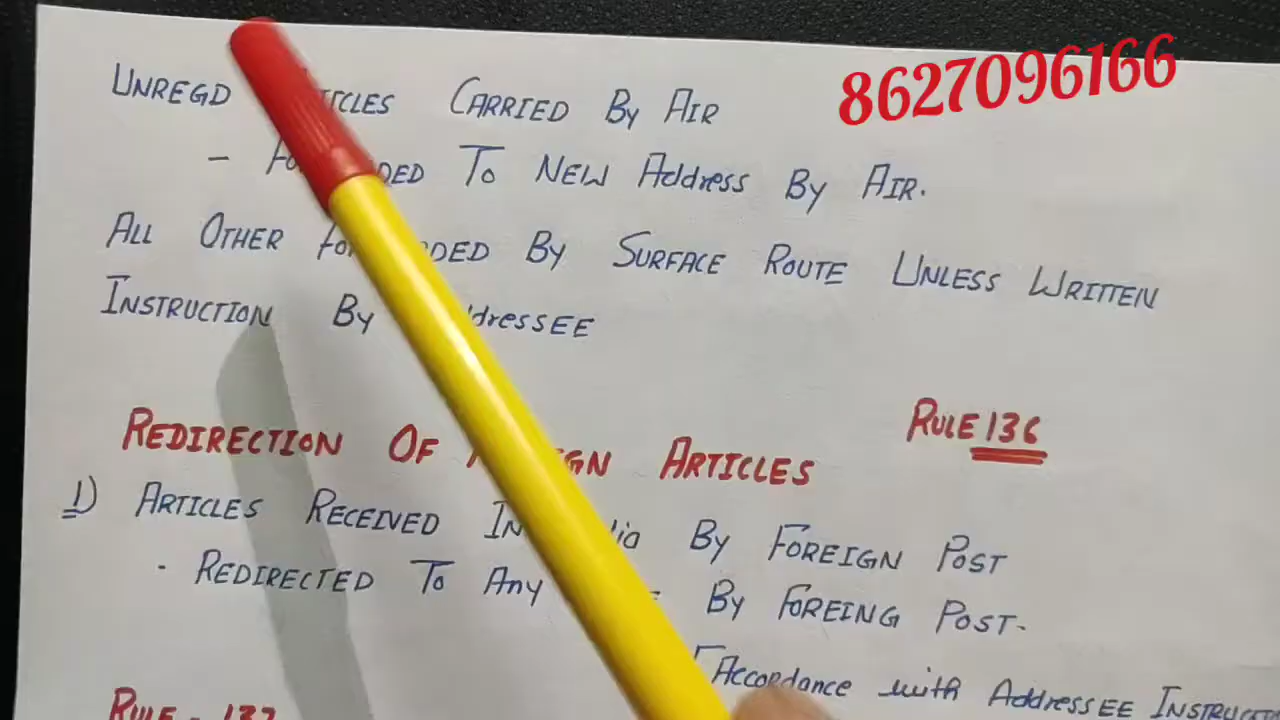 8627096166
UNREGD CARRIED BY AIR
- TO NEW Address BY AIR.
ALL OTHER BY SURFACE ROUTE UNLESS WRITTEN
INSTRUCTION By
REDIRECTION OF ARTICLES RULE 136
1) ARTICLES RECEIVED By FOREIGN POST
- REDIRECTED TO Any By FOREING POST-
Accordance with ADDRESSEE
RULE - 137